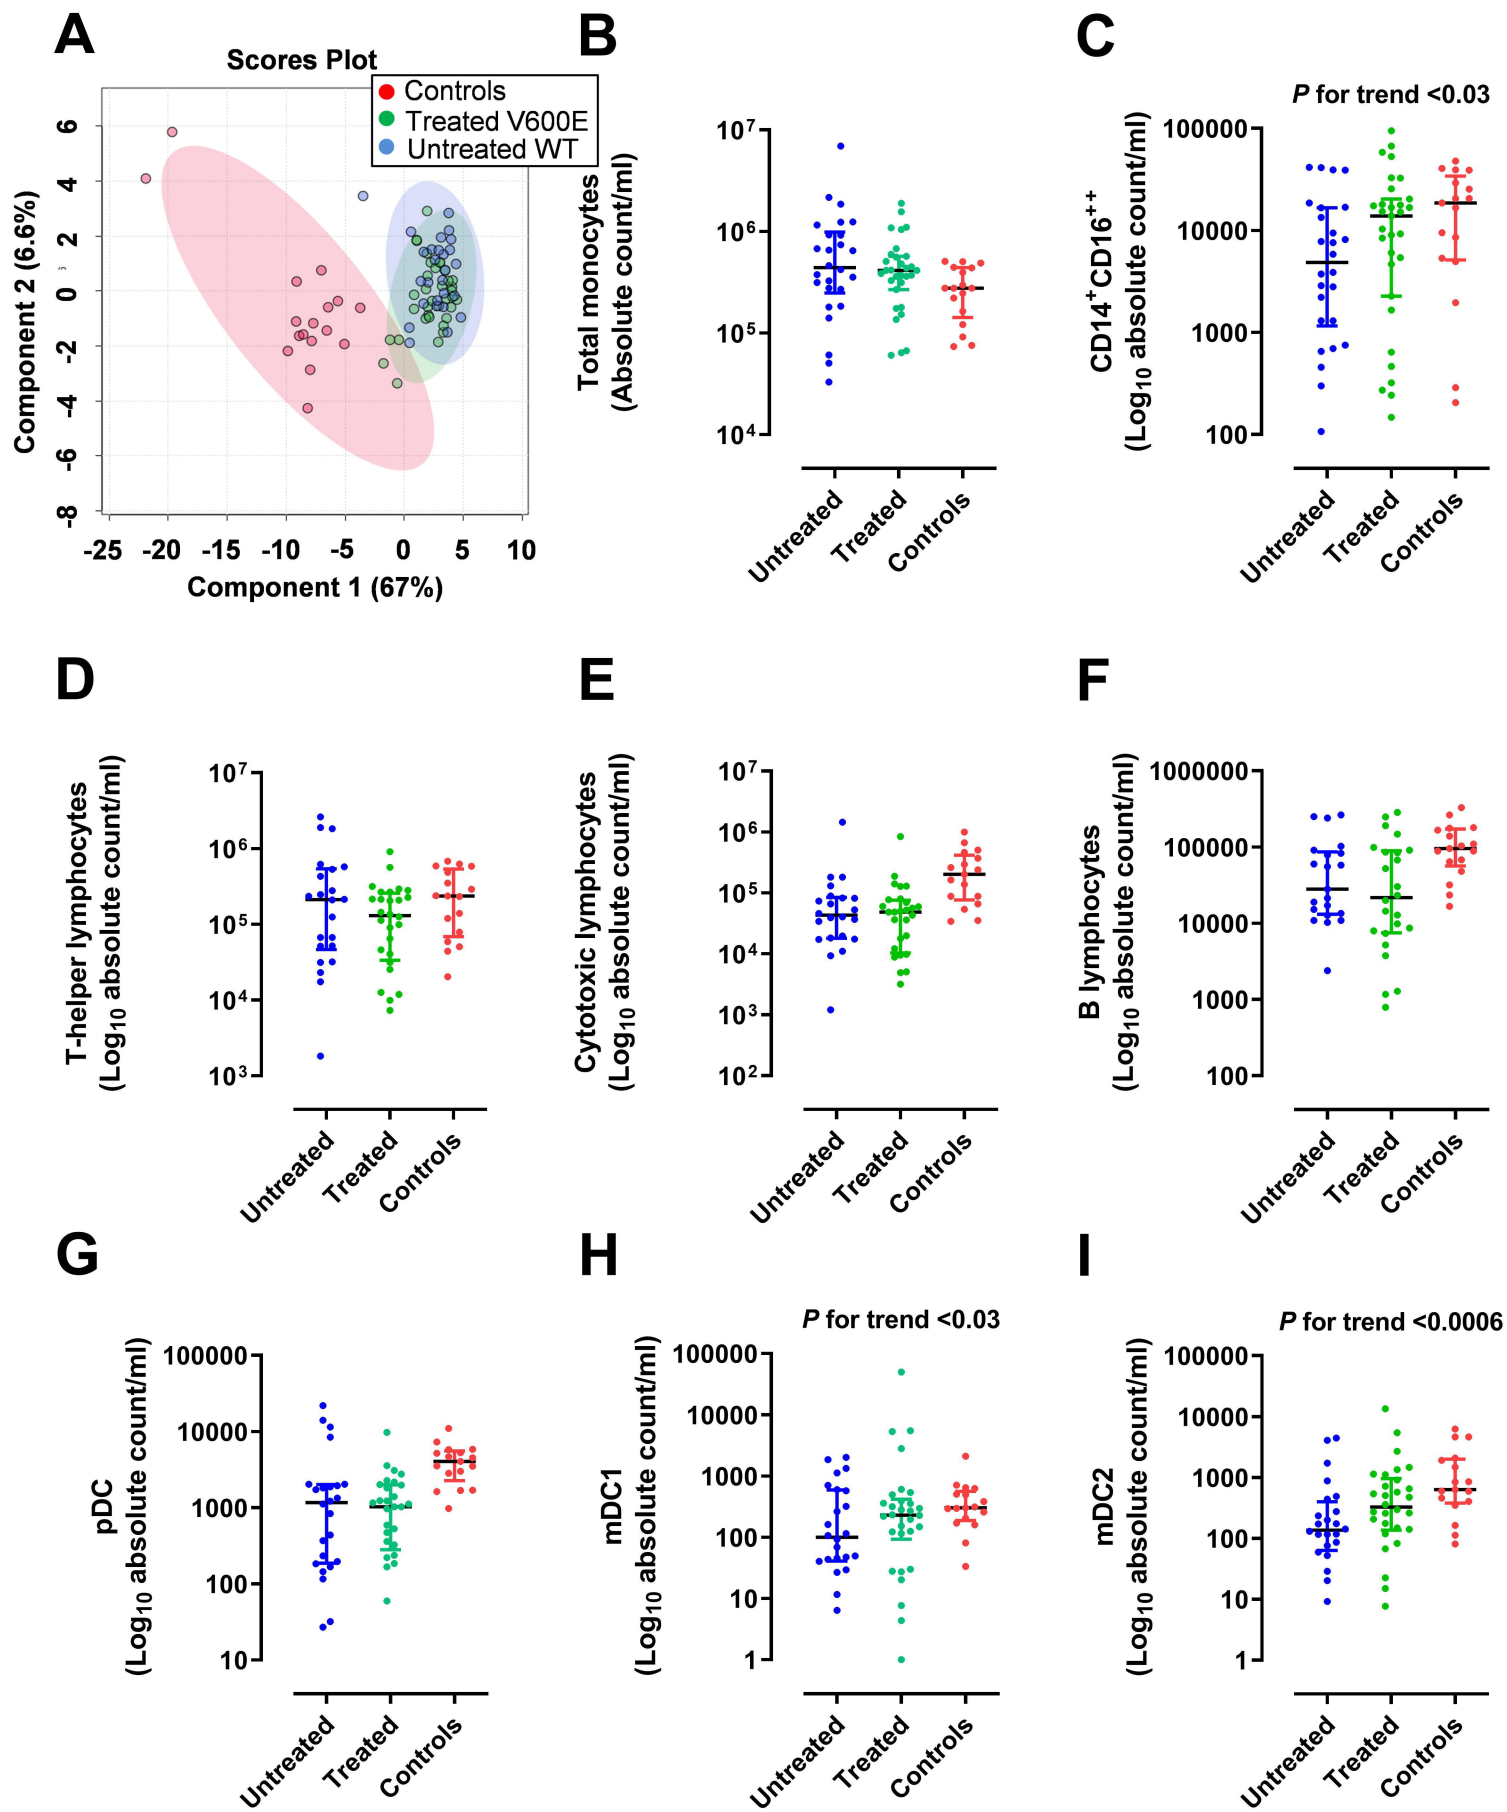 A
Scores Plot
Controls
Treated V600E
Untreated WT
Component 2 (6.6%)
6
4
2
0
-2
-4
-6
-8
-25 -20 -15 -10 -5 0 5 10
Component 1 (67%)
B
Total monocytes
(Absolute count/ml)
10⁷
10⁶
10⁵
10⁴
Untreated
Treated
Controls
C
P for trend <0.03
CD14⁺CD16⁺⁺
(Log₁₀ absolute count/ml)
100000
10000
1000
100
Untreated
Treated
Controls
D
T-helper lymphocytes
(Log₁₀ absolute count/ml)
10⁷
10⁶
10⁵
10⁴
10³
Untreated
Treated
Controls
E
Cytotoxic lymphocytes
(Log₁₀ absolute count/ml)
10⁷
10⁶
10⁵
10⁴
10³
10²
Untreated
Treated
Controls
F
B lymphocytes
(Log₁₀ absolute count/ml)
1000000
100000
10000
1000
100
Untreated
Treated
Controls
G
pDC
(Log₁₀ absolute count/ml)
100000
10000
1000
100
10
Untreated
Treated
Controls
H
P for trend <0.03
mDC1
(Log₁₀ absolute count/ml)
100000
10000
1000
100
10
1
Untreated
Treated
Controls
I
P for trend <0.0006
mDC2
(Log₁₀ absolute count/ml)
100000
10000
1000
100
10
1
Untreated
Treated
Controls